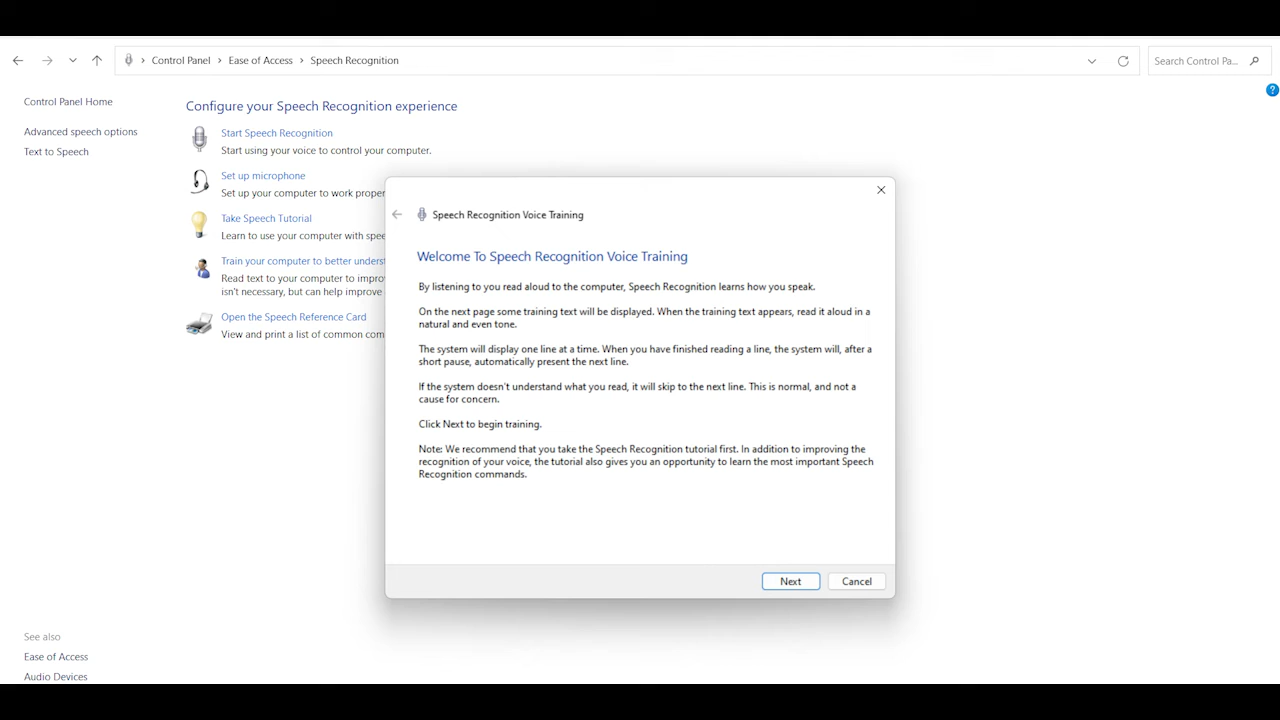 Control Panel › Ease of Access › Speech Recognition
Search Control Pa...
Control Panel Home
Advanced speech options
Text to Speech
Configure your Speech Recognition experience
Start Speech Recognition
Start using your voice to control your computer.
Set up microphone
Set up your computer to work proper
Take Speech Tutorial
Learn to use your computer with spee
Train your computer to better underst
Read text to your computer to impro
isn't necessary, but can help improve
Open the Speech Reference Card
View and print a list of common com
Speech Recognition Voice Training
Welcome To Speech Recognition Voice Training
By listening to you read aloud to the computer, Speech Recognition learns how you speak.
On the next page some training text will be displayed. When the training text appears, read it aloud in a
natural and even tone.
The system will display one line at a time. When you have finished reading a line, the system will, after a
short pause, automatically present the next line.
If the system doesn't understand what you read, it will skip to the next line. This is normal, and not a
cause for concern.
Click Next to begin training.
Note: We recommend that you take the Speech Recognition tutorial first. In addition to improving the
recognition of your voice, the tutorial also gives you an opportunity to learn the most important Speech
Recognition commands.
Next
Cancel
See also
Ease of Access
Audio Devices